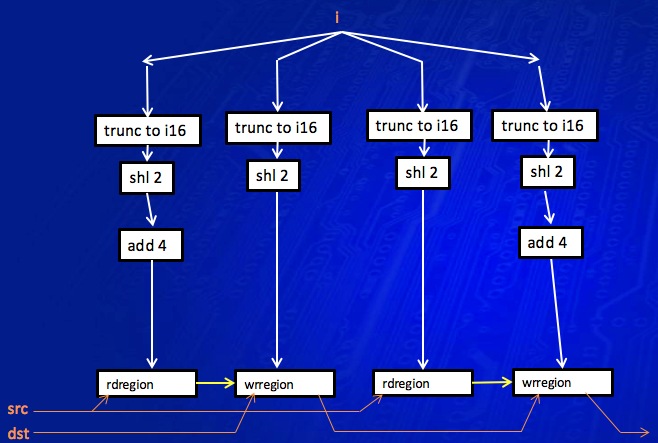 i
trunc to i16
trunc to i16
trunc to i16
trunc to i16
shl 2
shl 2
shl 2
shl 2
add 4
add 4
rdregion
wrregion
rdregion
wrregion
src
dst